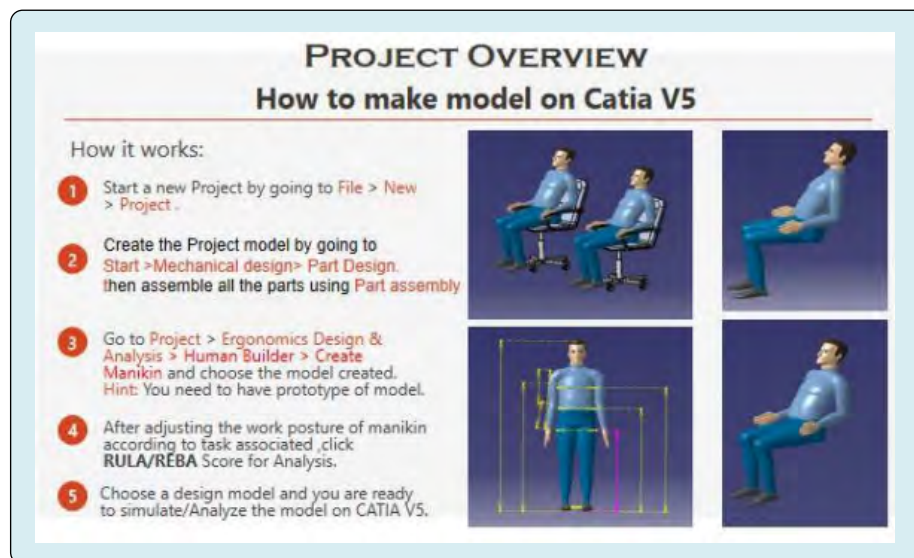 PROJECT OVERVIEW
How to make model on Catia V5
How it works:
1 Start a new Project by going to File > New
> Project .
2 Create the Project model by going to
Start >Mechanical design> Part Design.
then assemble all the parts using Part assembly
3 Go to Project > Ergonomics Design &
Analysis > Human Builder > Create
Manikin and choose the model created.
Hint: You need to have prototype of model.
4 After adjusting the work posture of manikin
according to task associated ,click
RULA/REBA Score for Analysis.
5 Choose a design model and you are ready
to simulate/Analyze the model on CATIA V5.